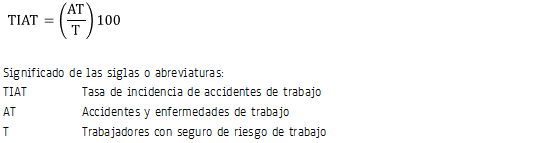 TIAT = (AT/T) 100
Significado de las siglas o abreviaturas:
TIAT Tasa de incidencia de accidentes de trabajo
AT Accidentes y enfermedades de trabajo
T Trabajadores con seguro de riesgo de trabajo